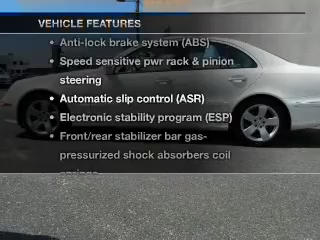 VEHICLE FEATURES
• Anti-lock brake system (ABS)
• Speed sensitive pwr rack & pinion
steering
• Automatic slip control (ASR)
• Electronic stability program (ESP)
• Front/rear stabilizer bar gas-
pressurized shock absorbers coil
springs